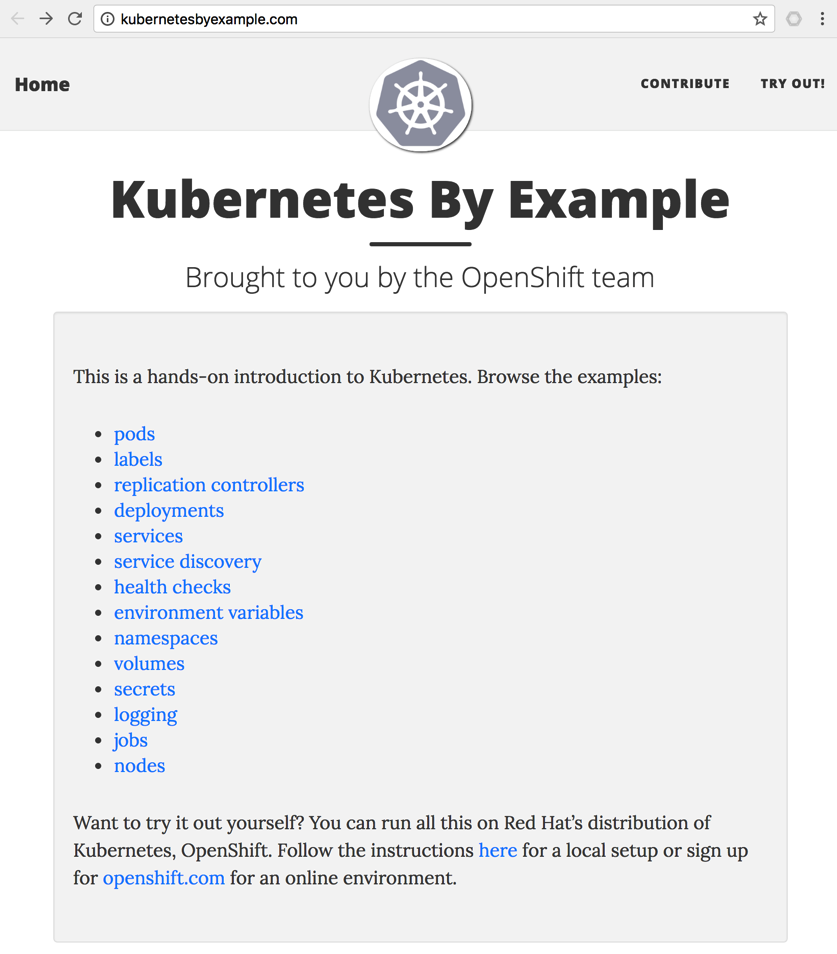 kubernetesbyexample.com
Home
CONTRIBUTE
TRY OUT!
Kubernetes By Example
Brought to you by the OpenShift team
This is a hands-on introduction to Kubernetes. Browse the examples:
pods
labels
replication controllers
deployments
services
service discovery
health checks
environment variables
namespaces
volumes
secrets
logging
jobs
nodes
Want to try it out yourself? You can run all this on Red Hat’s distribution of
Kubernetes, OpenShift. Follow the instructions here for a local setup or sign up
for openshift.com for an online environment.